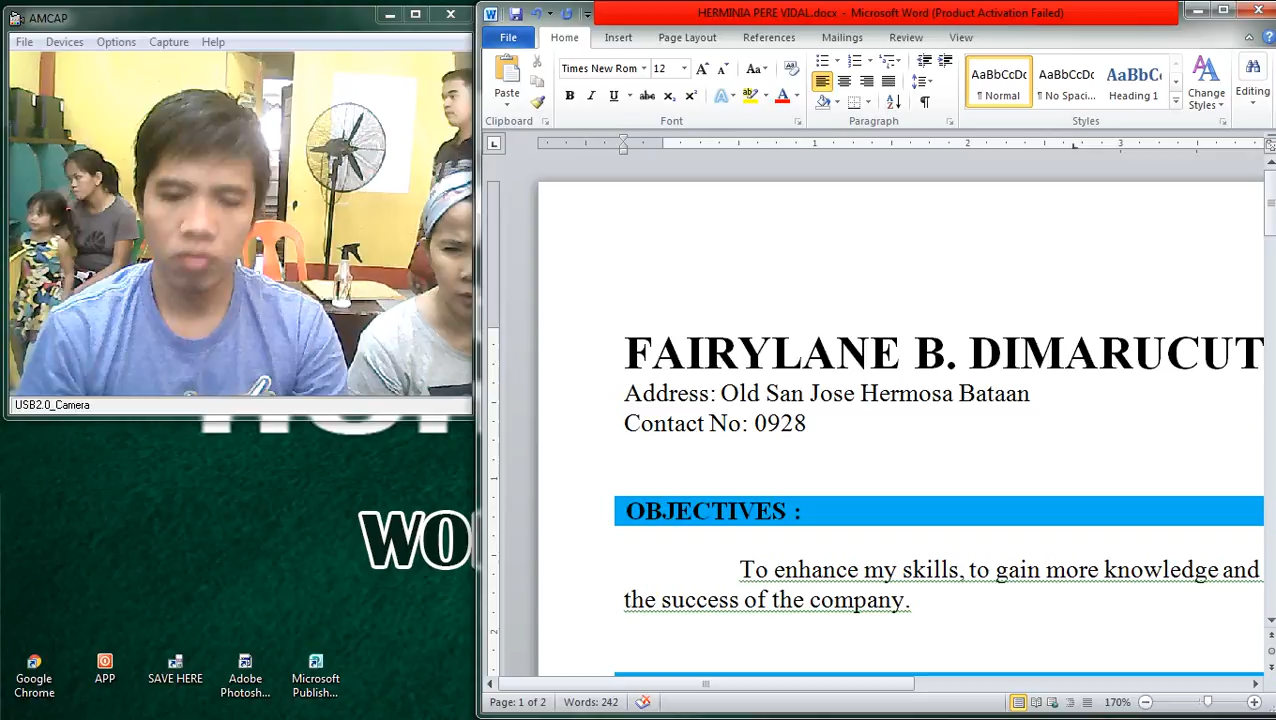 AMCAP
File Devices Options Capture Help
USB2.0_Camera
WO
Google Chrome
APP
SAVE HERE
Adobe Photosh...
Microsoft Publish...
HERMINIA PERE VIDAL.docx - Microsoft Word (Product Activation Failed)
File Home Insert Page Layout References Mailings Review View
Paste
Times New Rom 12
AaBbCcDc AaBbCcDc AaBbCc
¶ Normal ¶ No Spaci... Heading 1
Change Styles
Editing
Clipboard Font Paragraph Styles
1 2 3
FAIRYLANE B. DIMARUCUT
Address: Old San Jose Hermosa Bataan
Contact No: 0928
OBJECTIVES :
To enhance my skills, to gain more knowledge and
the success of the company.
Page: 1 of 2 Words: 242 170%